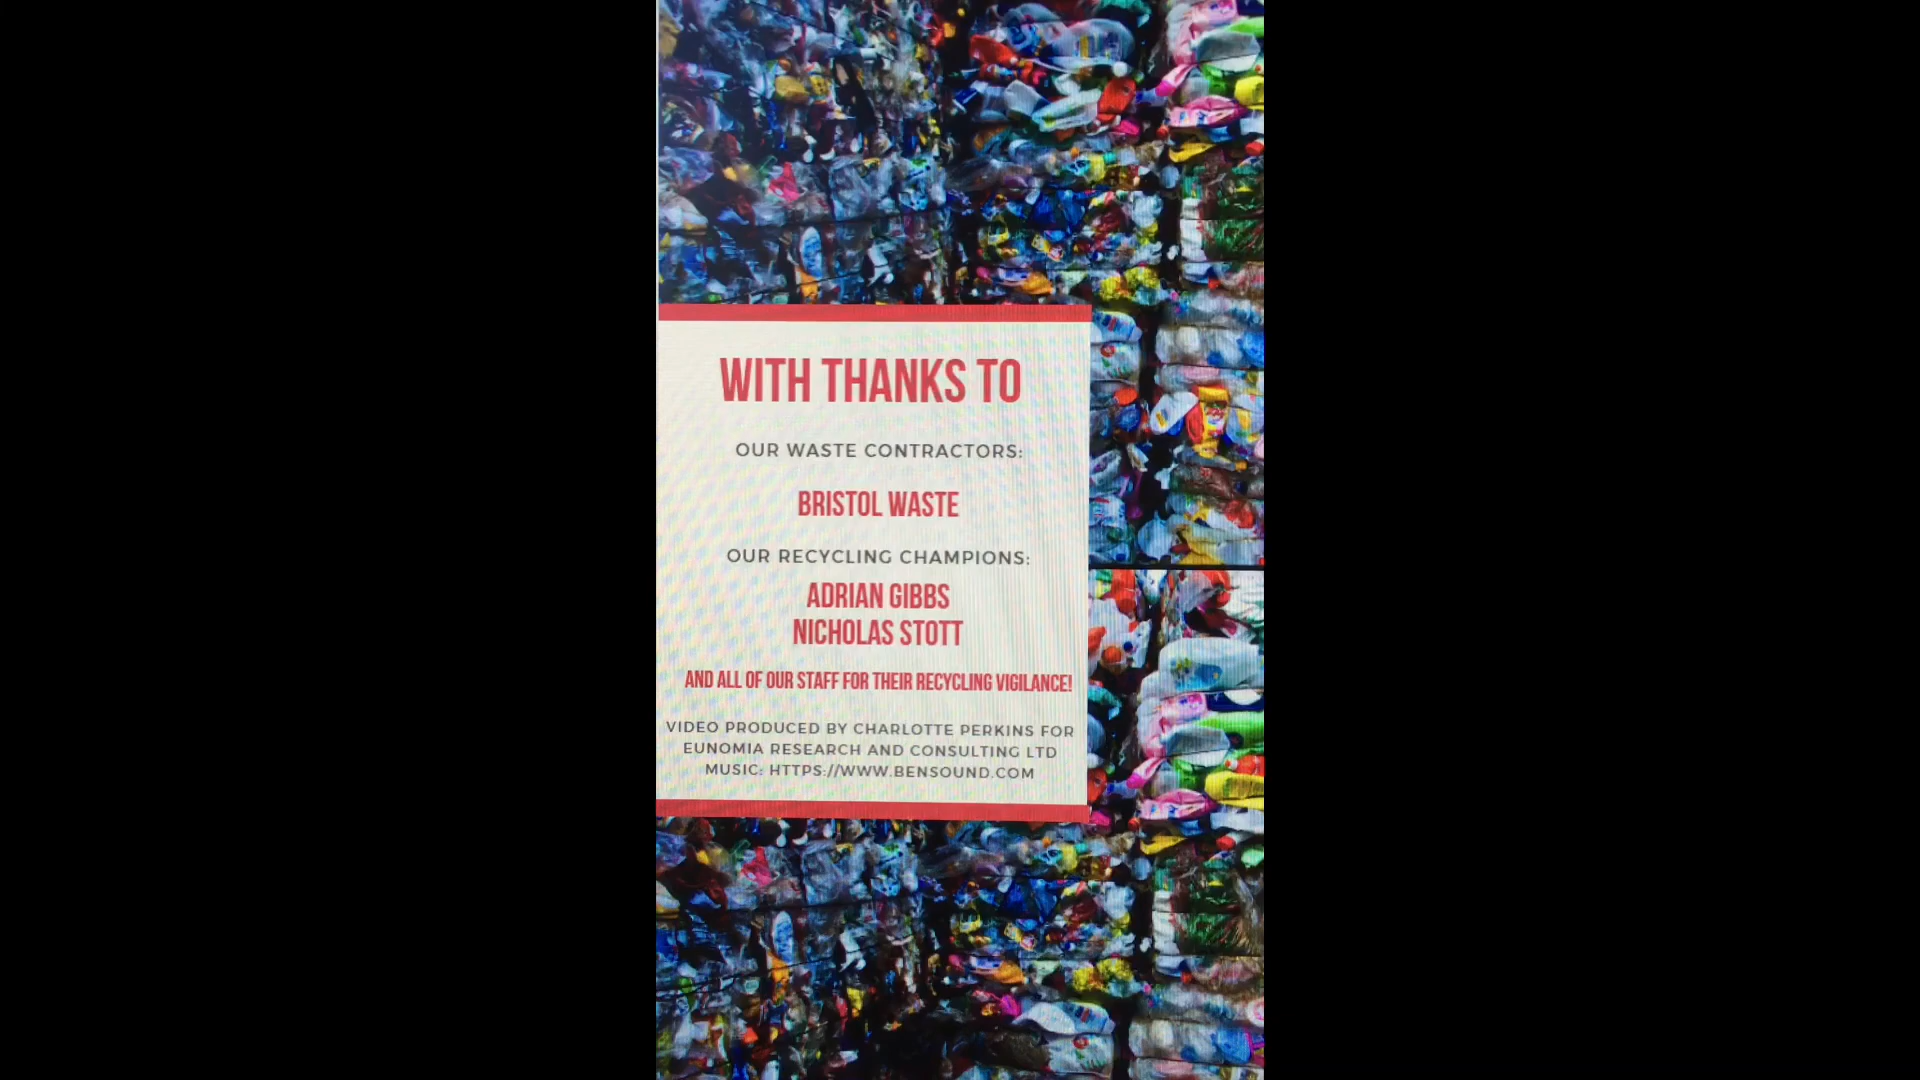 WITH THANKS TO
OUR WASTE CONTRACTORS:
BRISTOL WASTE
OUR RECYCLING CHAMPIONS:
ADRIAN GIBBS
NICHOLAS STOTT
AND ALL OF OUR STAFF FOR THEIR RECYCLING VIGILANCE!
VIDEO PRODUCED BY CHARLOTTE PERKINS FOR
EUNOMIA RESEARCH AND CONSULTING LTD
MUSIC: HTTPS://WWW.BENSOUND.COM